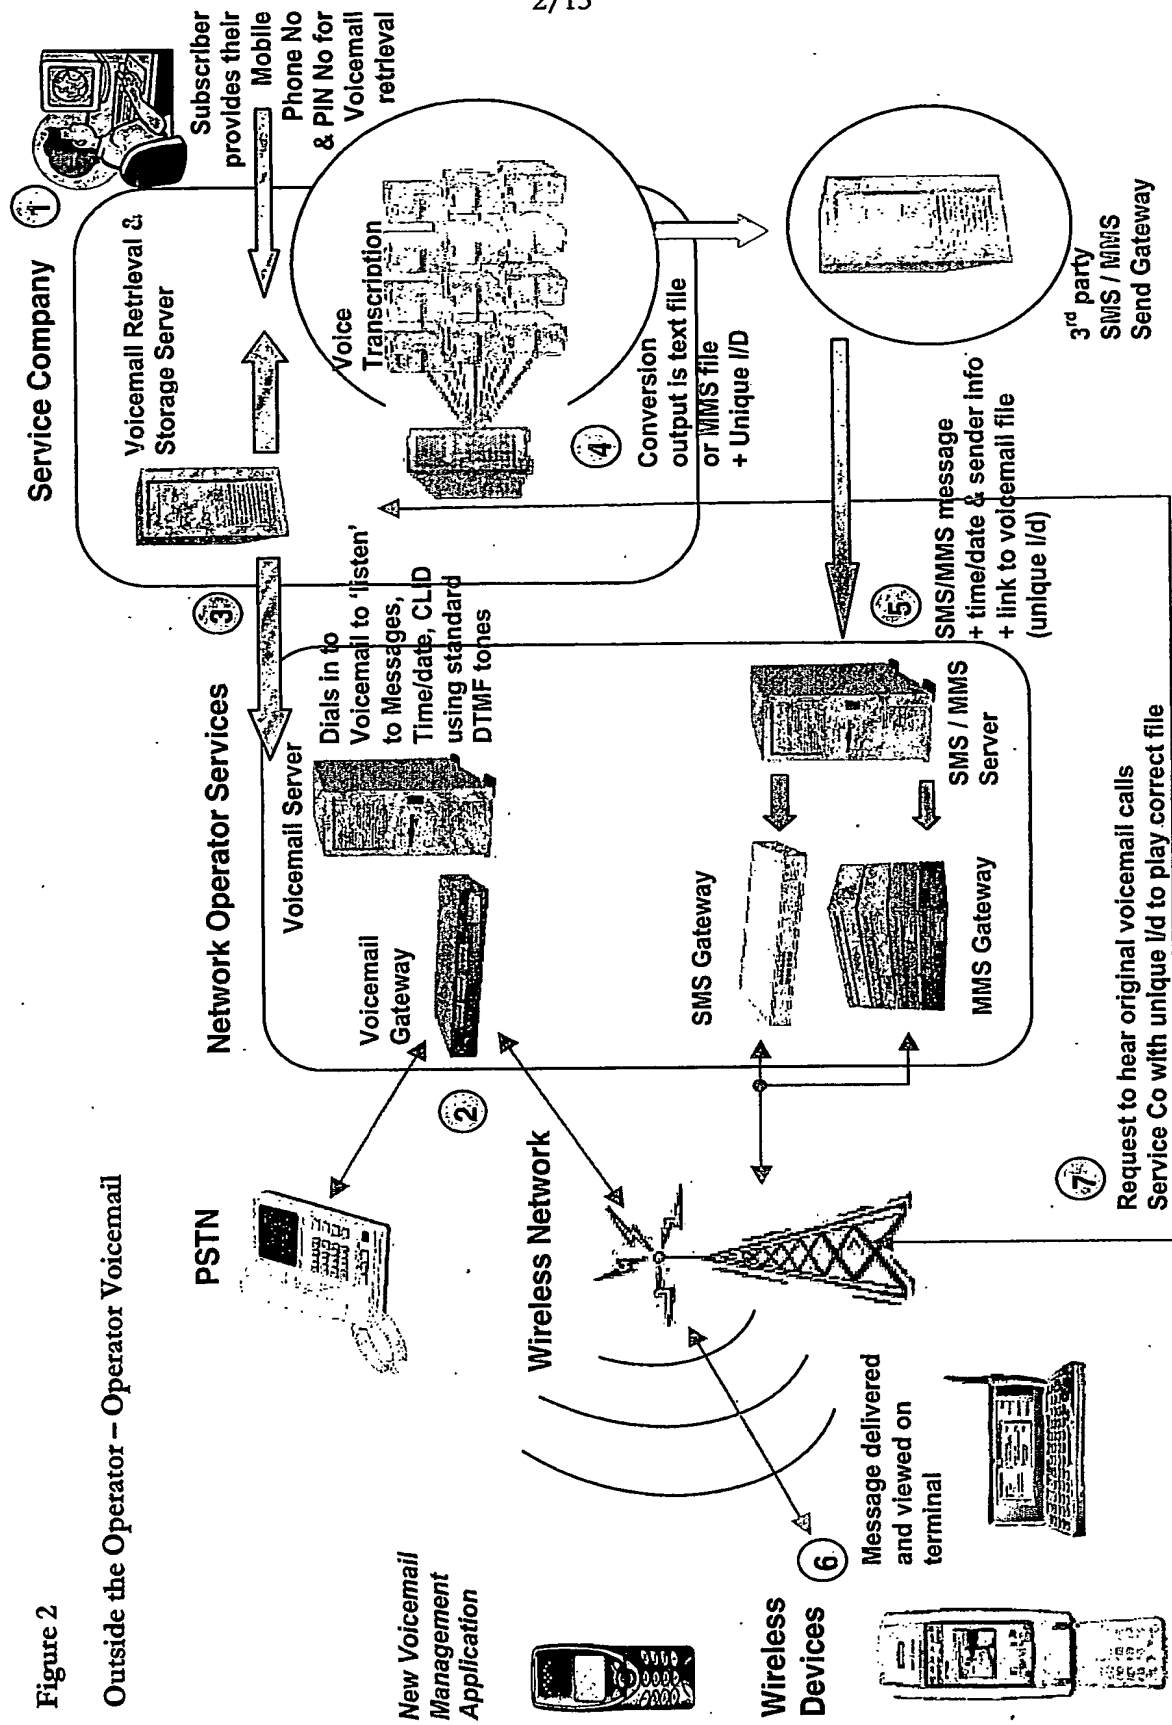 2/15
Figure 2
Outside the Operator – Operator Voicemail
New Voicemail
Management
Application
Wireless
Devices
6
Message delivered
and viewed on
terminal
PSTN
Wireless Network
2
Network Operator Services
Voicemail
Gateway
Voicemail Server
3
Dials in to
Voicemail to 'listen'
to Messages,
Time/date, CLID
using standard
DTMF tones
SMS Gateway
MMS Gateway
SMS / MMS
Server
7
Request to hear original voicemail calls
Service Co with unique I/d to play correct file
Service Company
1
Voicemail Retrieval &
Storage Server
Subscriber
provides their
Mobile
Phone No
& PIN No for
Voicemail
retrieval
Voice
Transcription
4
Conversion
output is text file
or MMS file
+ Unique I/D
5
SMS/MMS message
+ time/date & sender info
+ link to voicemail file
(unique I/d)
3rd party
SMS / MMS
Send Gateway